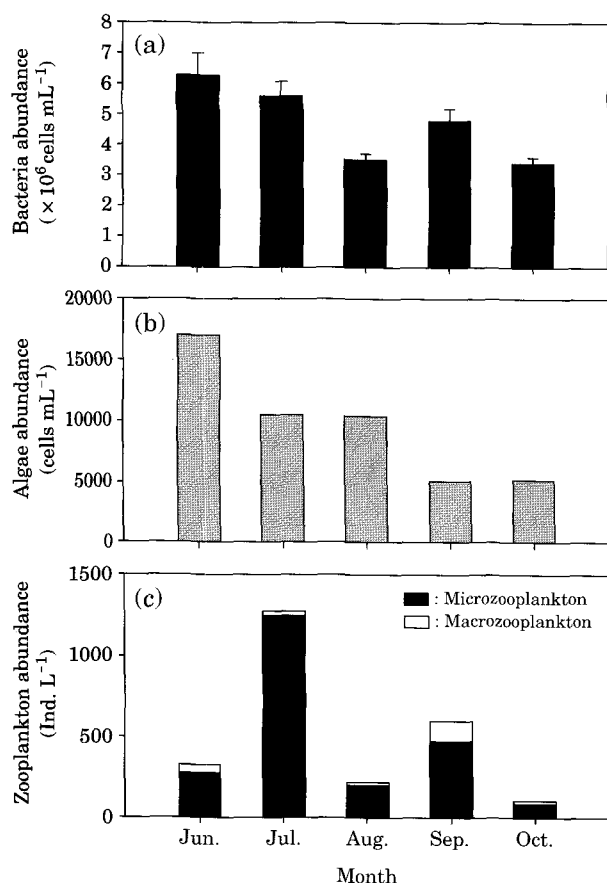 (a)
Bacteria abundance
(×10⁶ cells mL⁻¹)
8
7
6
5
4
3
2
1
0
(b)
Algae abundance
(cells mL⁻¹)
20000
15000
10000
5000
0
(c)
Zooplankton abundance
(Ind. L⁻¹)
1500
1000
500
0
: Microzooplankton
: Macrozooplankton
Jun. Jul. Aug. Sep. Oct.
Month